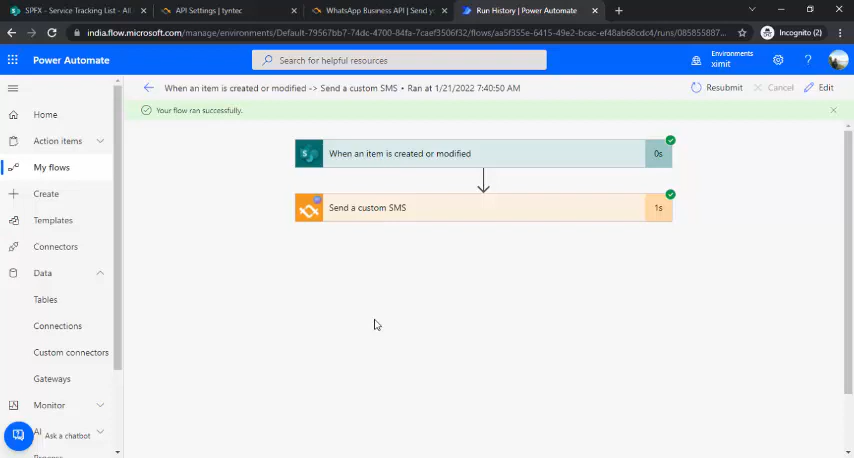 SPFX - Service Tracking List - All
API Settings | tyntec
WhatsApp Business API | Send y
Run History | Power Automate
india.flow.microsoft.com/manage/environments/Default-79567bb7-74dc-4700-84fa-7caef3506f32/flows/aa5f355e-6415-49e2-bcac-ef48ab68cdc4/runs/085855887...
Incognito (2)
Power Automate
Search for helpful resources
Environments
ximit
When an item is created or modified -> Send a custom SMS • Ran at 1/21/2022 7:40:50 AM
Resubmit
Cancel
Edit
Your flow ran successfully.
Home
Action items
My flows
Create
Templates
Connectors
Data
Tables
Connections
Custom connectors
Gateways
Monitor
AI
Ask a chatbot
Process
When an item is created or modified
0s
Send a custom SMS
1s